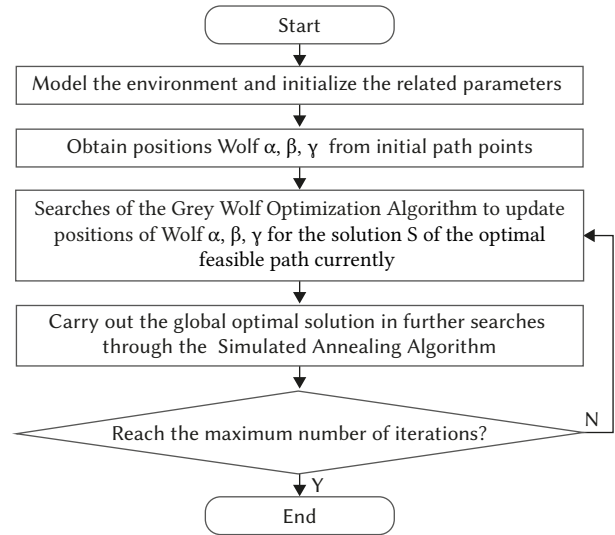 Start
Model the environment and initialize the related parameters
Obtain positions Wolf α, β, γ from initial path points
Searches of the Grey Wolf Optimization Algorithm to update
positions of Wolf α, β, γ for the solution S of the optimal
feasible path currently
Carry out the global optimal solution in further searches
through the Simulated Annealing Algorithm
Reach the maximum number of iterations?
N
Y
End